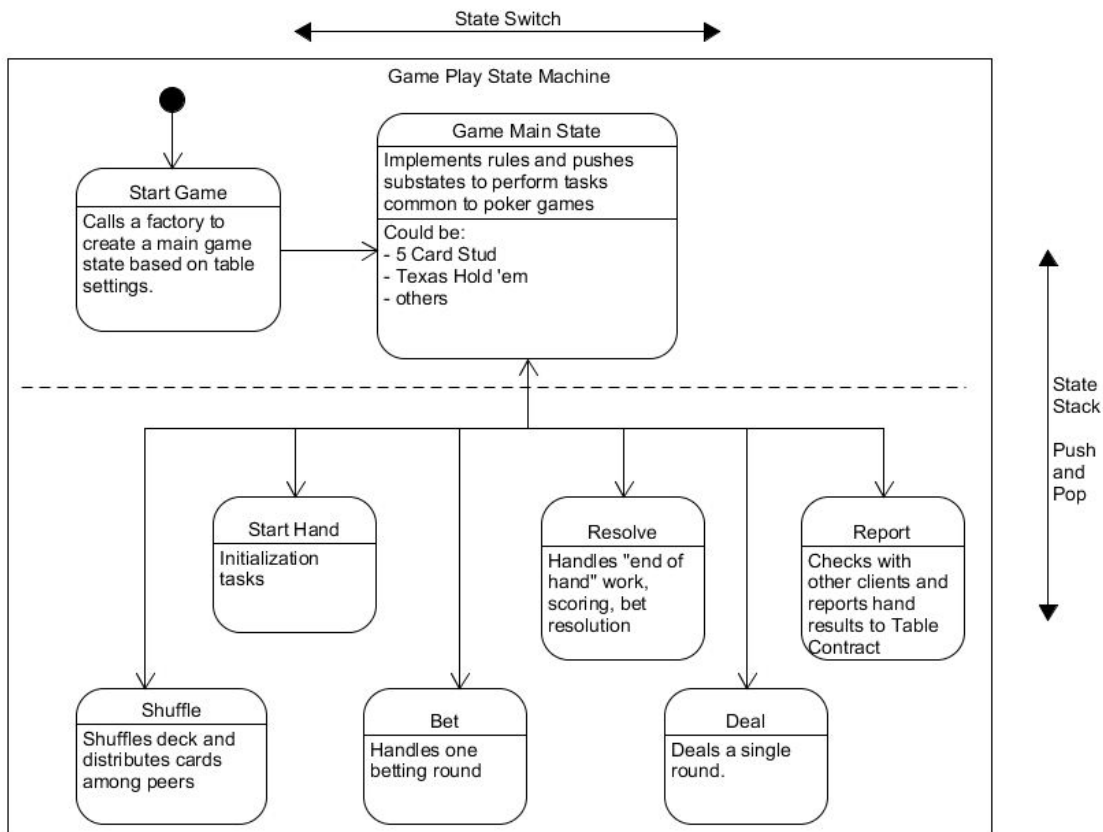 State Switch
Game Play State Machine
Game Main State
Implements rules and pushes
substates to perform tasks
common to poker games
Could be:
- 5 Card Stud
- Texas Hold 'em
- others
Start Game
Calls a factory to
create a main game
state based on table
settings.
State
Stack
Push
and
Pop
Start Hand
Initialization
tasks
Resolve
Handles "end of
hand" work,
scoring, bet
resolution
Report
Checks with
other clients and
reports hand
results to Table
Contract
Shuffle
Shuffles deck and
distributes cards
among peers
Bet
Handles one
betting round
Deal
Deals a single
round.